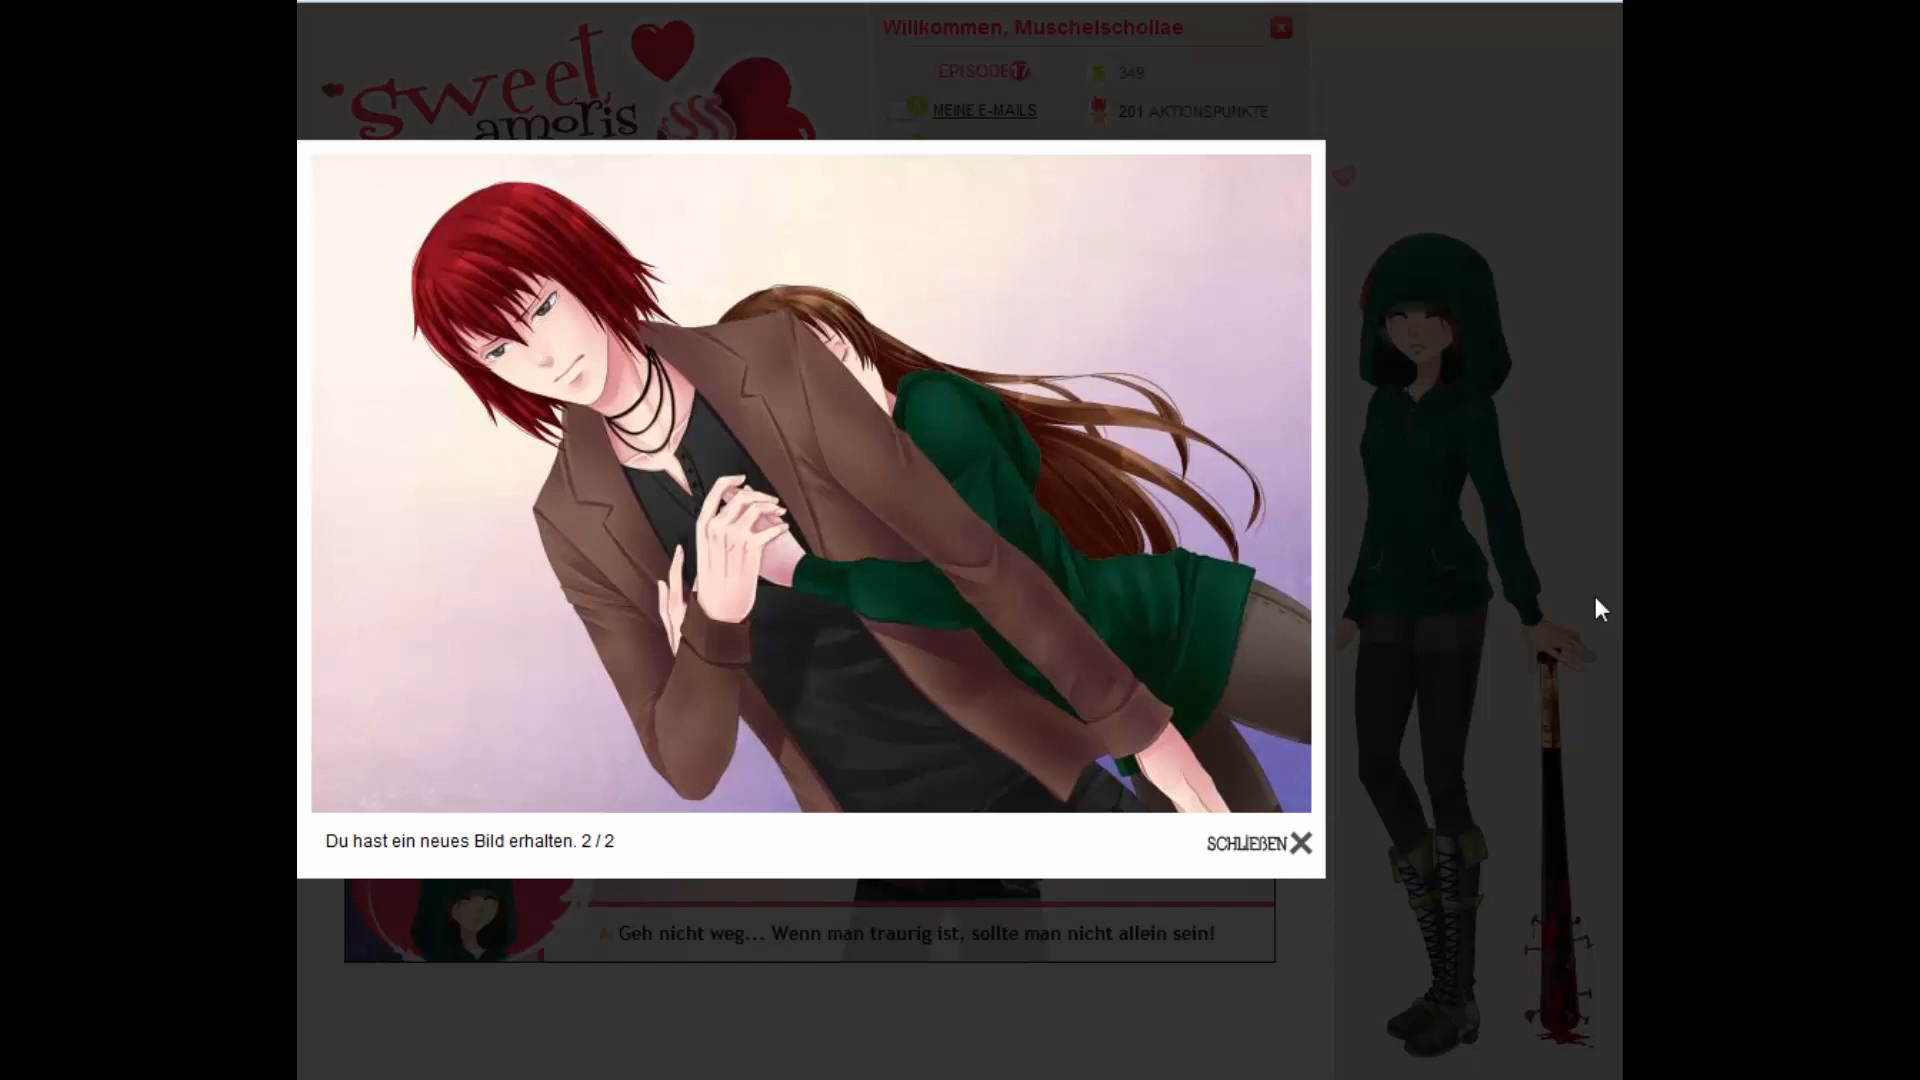 sweet
amoris
Willkommen, Muschelschollae
EPISODE 17
349
MEINE E-MAILS
201 AKTIONSPUNKTE
Du hast ein neues Bild erhalten. 2 / 2
SCHLIEßEN
Geh nicht weg... Wenn man traurig ist, sollte man nicht allein sein!